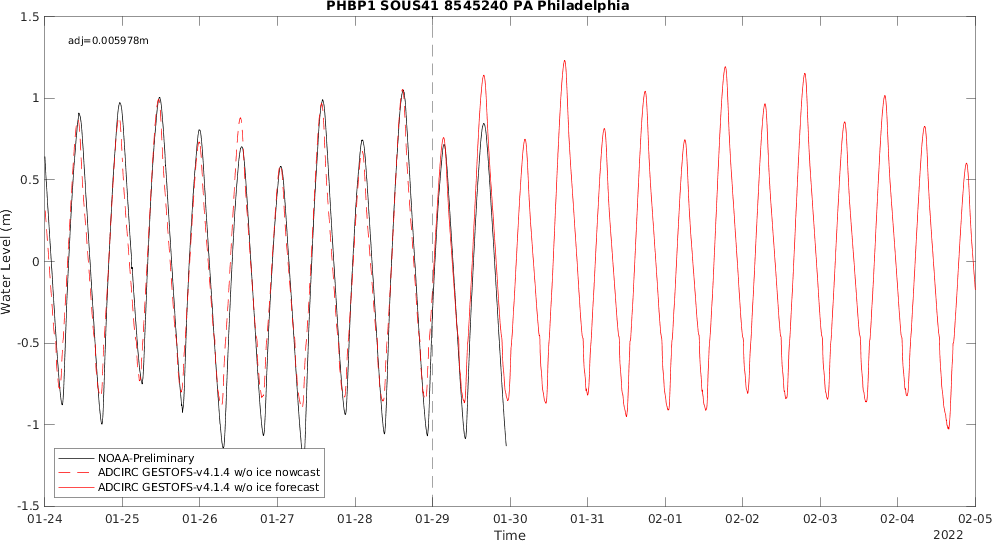 PHBP1 SOUS41 8545240 PA Philadelphia
1.5
adj=0.005978m
1
0.5
0
-0.5
-1
-1.5
Water Level (m)
NOAA-Preliminary
ADCIRC GESTOFS-v4.1.4 w/o ice nowcast
ADCIRC GESTOFS-v4.1.4 w/o ice forecast
01-24 01-25 01-26 01-27 01-28 01-29 01-30 01-31 02-01 02-02 02-03 02-04 02-05
Time
2022